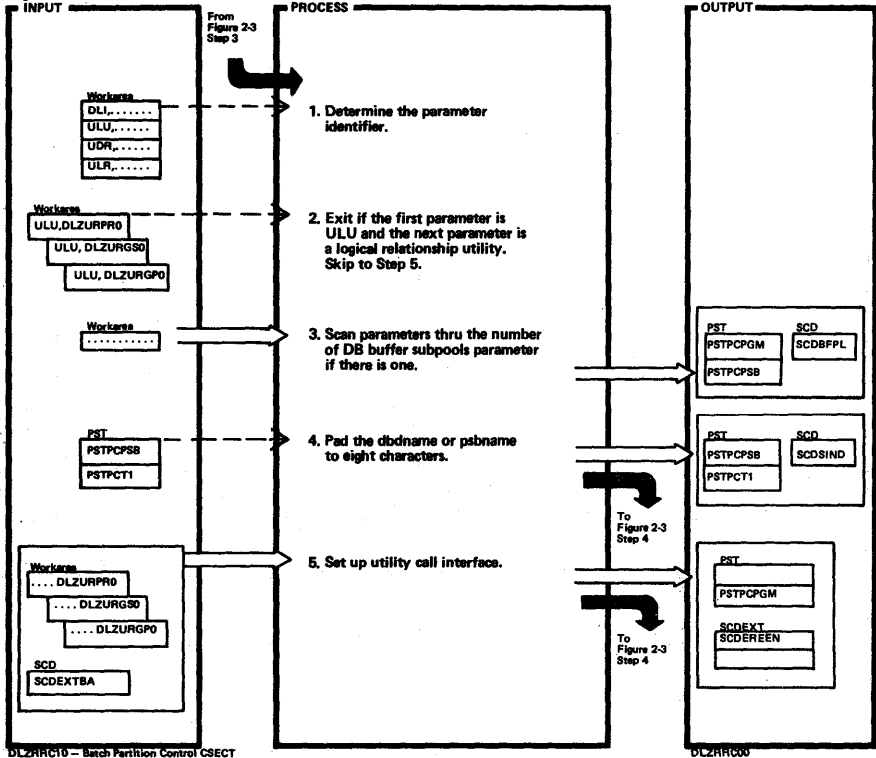 INPUT
From
Figure 2-3
Step 3
PROCESS
OUTPUT
Workarea
DLI,.......
ULU,......
UDR,......
ULR,......
1. Determine the parameter
identifier.
Workarea
ULU,DLZURPR0
ULU, DLZURGS0
ULU, DLZURGP0
2. Exit if the first parameter is
ULU and the next parameter is
a logical relationship utility.
Skip to Step 5.
Workarea
...........
3. Scan parameters thru the number
of DB buffer subpools parameter
if there is one.
PST
PSTPCPGM
PSTPCPSB
SCD
SCDBFPL
PST
PSTPCPSB
PSTPCT1
4. Pad the dbdname or psbname
to eight characters.
PST
PSTPCPSB
PSTPCT1
SCD
SCDSIND
To
Figure 2-3
Step 4
Workarea
.... DLZURPR0
.... DLZURGS0
.... DLZURGP0
SCD
SCDEXTBA
5. Set up utility call interface.
PST
PSTPCPGM
SCDEXT
SCDEREEN
To
Figure 2-3
Step 4
DLZRRC10 — Batch Partition Control CSECT
DLZRRC00